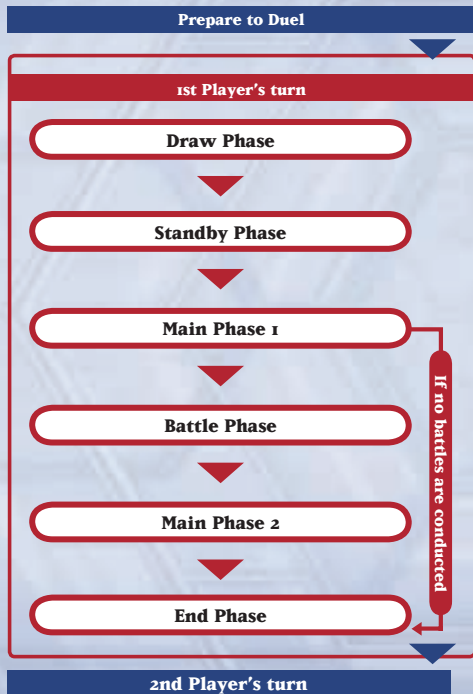 Prepare to Duel
1st Player's turn
Draw Phase
Standby Phase
Main Phase 1
Battle Phase
Main Phase 2
End Phase
If no battles are conducted
2nd Player's turn